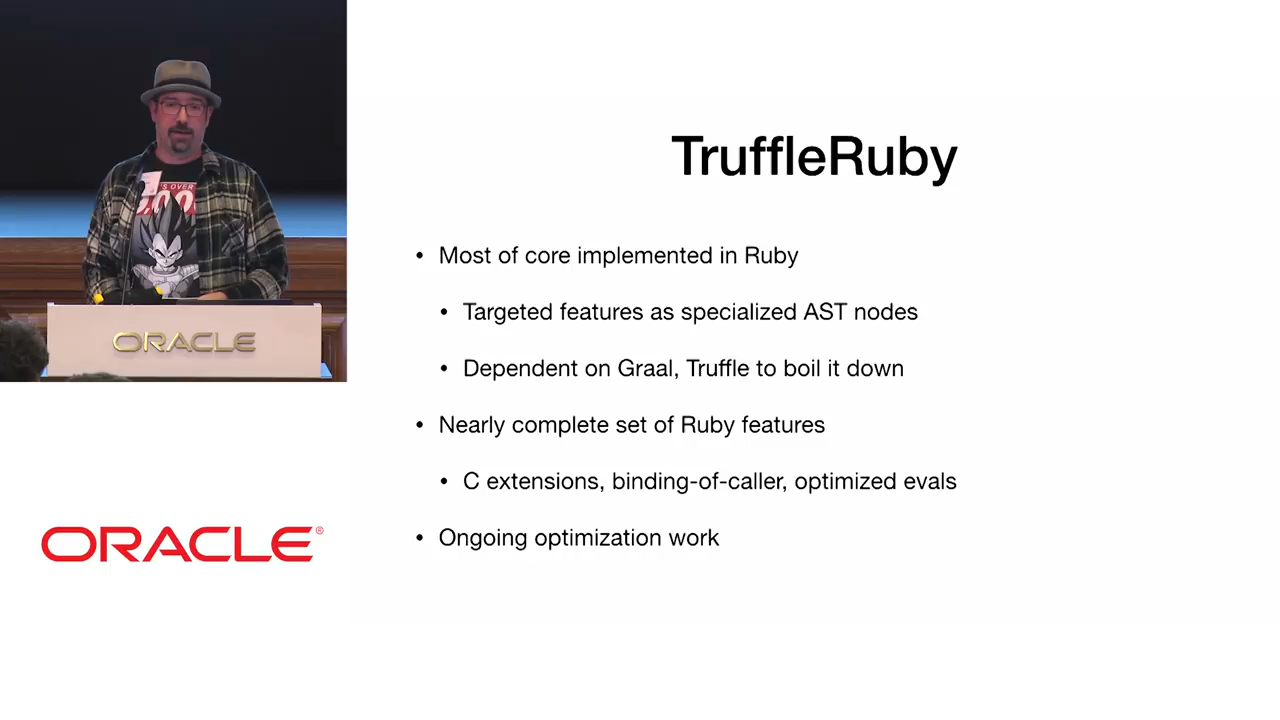 TruffleRuby
• Most of core implemented in Ruby
• Targeted features as specialized AST nodes
• Dependent on Graal, Truffle to boil it down
• Nearly complete set of Ruby features
• C extensions, binding-of-caller, optimized evals
• Ongoing optimization work
'S OVER
ORACLE
ORACLE®